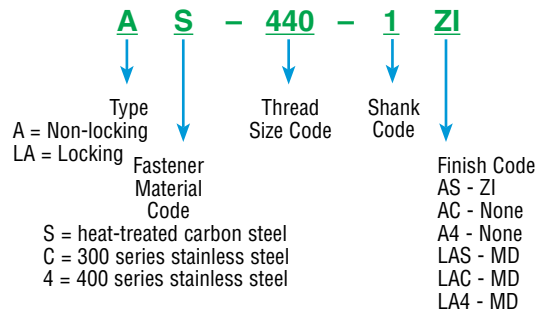 A S – 440 – 1 ZI
Type
A = Non-locking
LA = Locking
Fastener
Material
Code
S = heat-treated carbon steel
C = 300 series stainless steel
4 = 400 series stainless steel
Thread
Size Code
Shank
Code
Finish Code
AS - ZI
AC - None
A4 - None
LAS - MD
LAC - MD
LA4 - MD